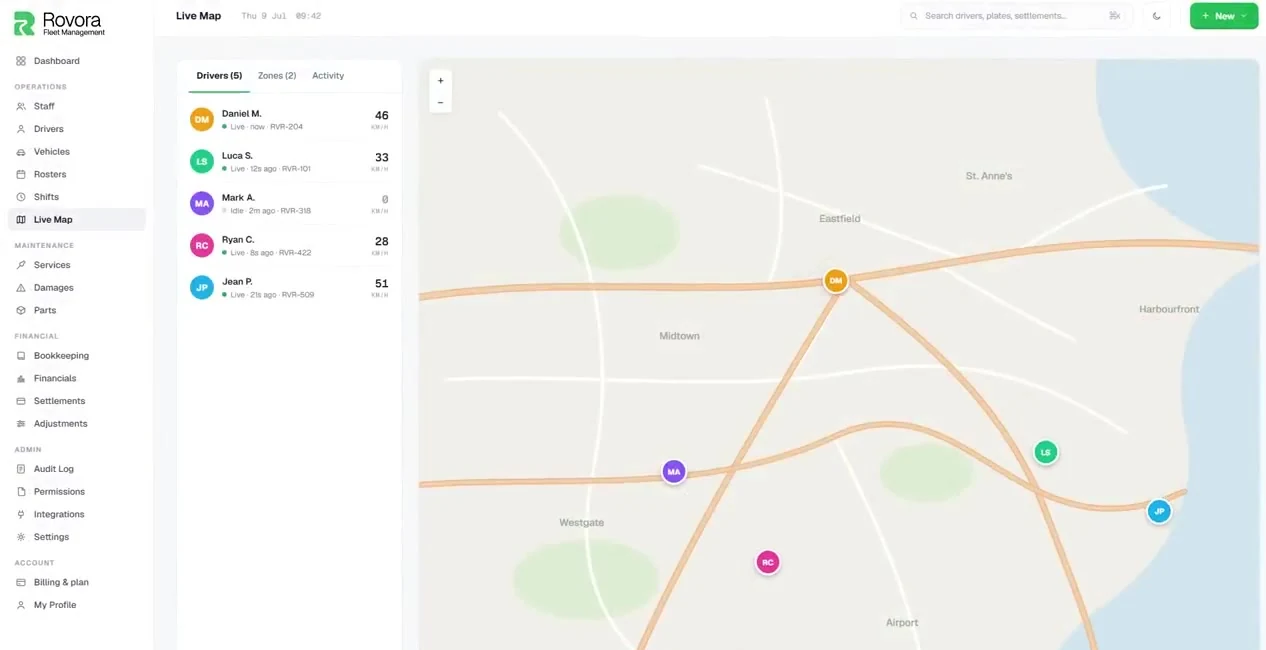 Rovora
Fleet Management
Dashboard
OPERATIONS
Staff
Drivers
Vehicles
Rosters
Shifts
Live Map
MAINTENANCE
Services
Damages
Parts
FINANCIAL
Bookkeeping
Financials
Settlements
Adjustments
ADMIN
Audit Log
Permissions
Integrations
Settings
ACCOUNT
Billing & plan
My Profile
Live Map Thu 9 Jul 09:42
Search drivers, plates, settlements...
+ New
Drivers (5) Zones (2) Activity
DM Daniel M. 46
Live · now · RVR-204 KM/H
LS Luca S. 33
Live · 12s ago · RVR-101 KM/H
MA Mark A. 0
Idle · 2m ago · RVR-318 KM/H
RC Ryan C. 28
Live · 8s ago · RVR-422 KM/H
JP Jean P. 51
Live · 21s ago · RVR-509 KM/H
+
−
St. Anne's
Eastfield
DM
Harbourfront
Midtown
LS
MA
JP
Westgate
RC
Airport